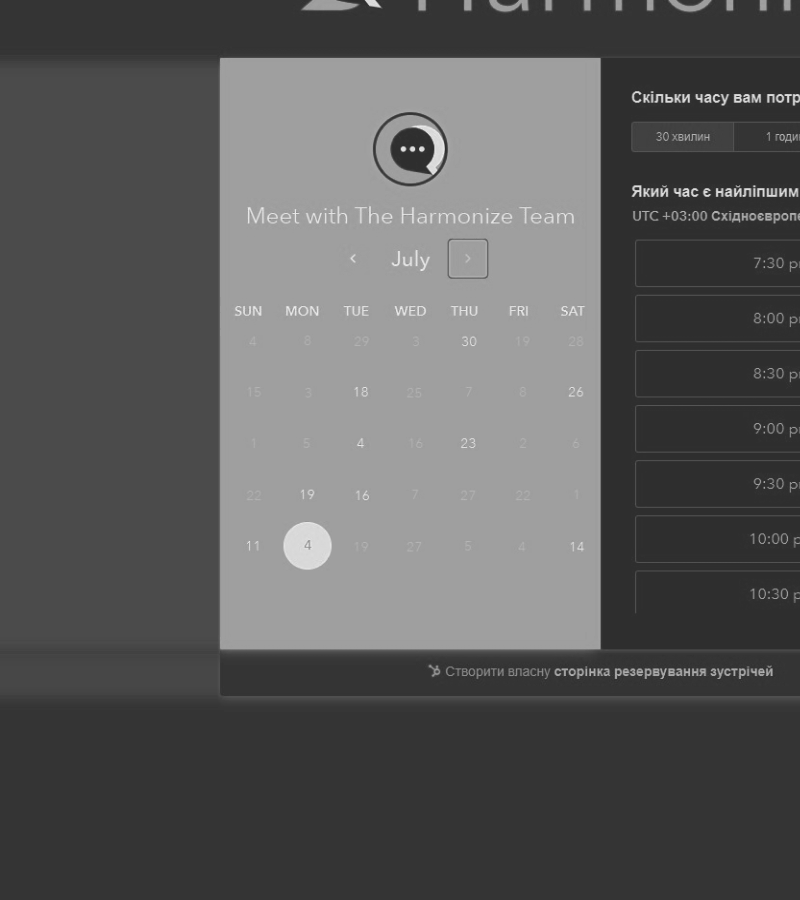 Harmoni
Meet with The Harmonize Team
July
SUN MON TUE WED THU FRI SAT
4 8 29 3 30 19 28
15 3 18 25 7 8 26
1 5 4 16 23 2 6
22 19 16 7 27 22 1
11 4 19 27 5 4 14
Скільки часу вам потр
30 хвилин 1 годи
Який час є найліпшим
UTC +03:00 Східноєвропе
7:30 p
8:00 p
8:30 p
9:00 p
9:30 p
10:00 p
10:30 p
Створити власну сторінка резервування зустрічей